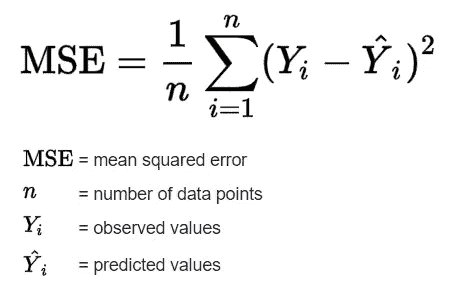 MSE = 1/n ∑_{i=1}^{n} (Y_i − Ŷ_i)²
MSE = mean squared error
n = number of data points
Y_i = observed values
Ŷ_i = predicted values